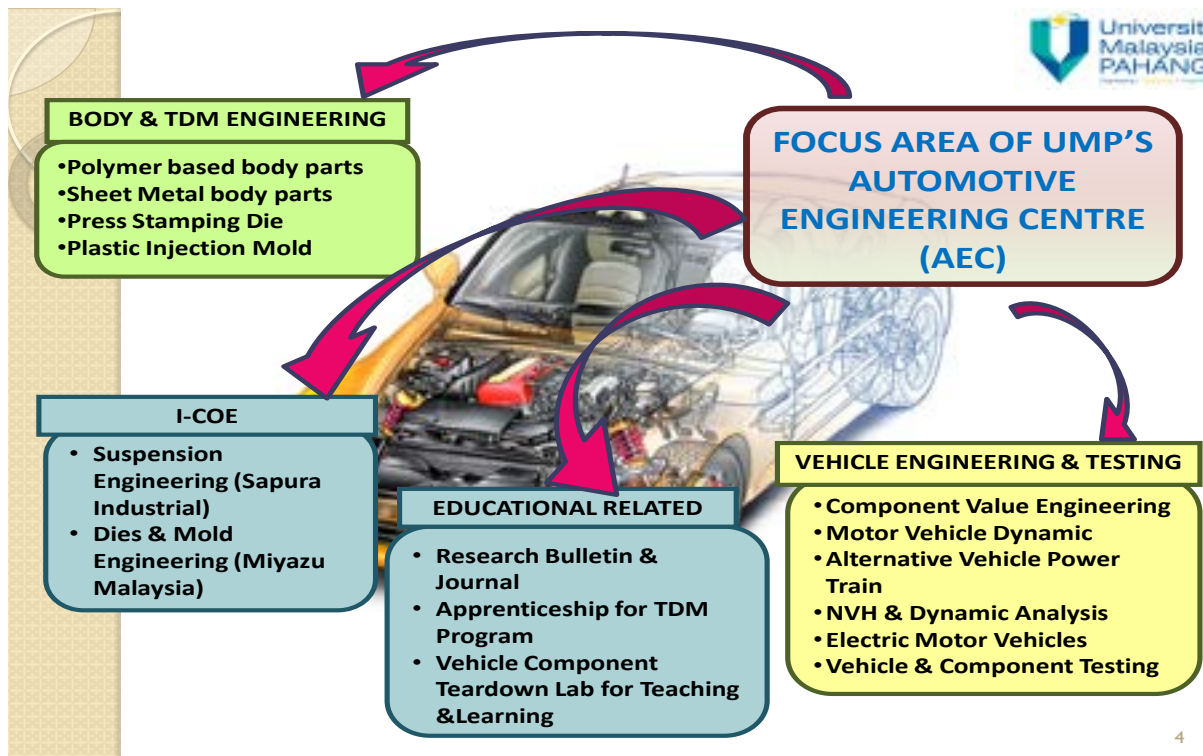 Universiti
Malaysia
PAHANG
FOCUS AREA OF UMP'S
AUTOMOTIVE
ENGINEERING CENTRE
(AEC)
BODY & TDM ENGINEERING
•Polymer based body parts
•Sheet Metal body parts
•Press Stamping Die
•Plastic Injection Mold
I-COE
• Suspension
Engineering (Sapura
Industrial)
• Dies & Mold
Engineering (Miyazu
Malaysia)
EDUCATIONAL RELATED
• Research Bulletin &
Journal
• Apprenticeship for TDM
Program
• Vehicle Component
Teardown Lab for Teaching
&Learning
VEHICLE ENGINEERING & TESTING
•Component Value Engineering
•Motor Vehicle Dynamic
•Alternative Vehicle Power
Train
•NVH & Dynamic Analysis
•Electric Motor Vehicles
•Vehicle & Component Testing
4